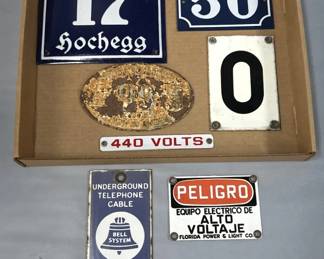 17
Hochegg
50
0
440 VOLTS
UNDERGROUND
TELEPHONE
CABLE
BELL
SYSTEM
PELIGRO
EQUIPO ELECTRICO DE
ALTO
VOLTAJE
FLORIDA POWER & LIGHT CO.